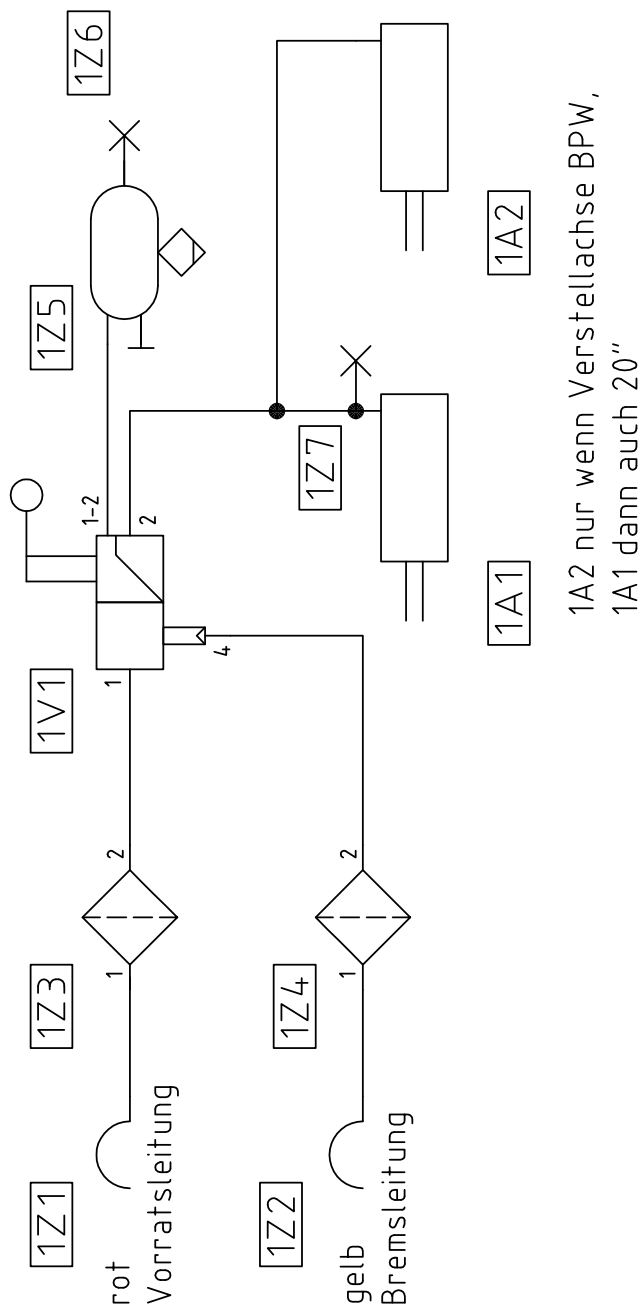 1Z1
1Z3
1V1
1Z5
1Z6
1
2
1
1-2
2
rot
Vorratsleitung
4
1Z2
1Z4
1Z7
1
2
gelb
Bremsleitung
1A1
1A2
1A2 nur wenn Verstellachse BPW,
1A1 dann auch 20"